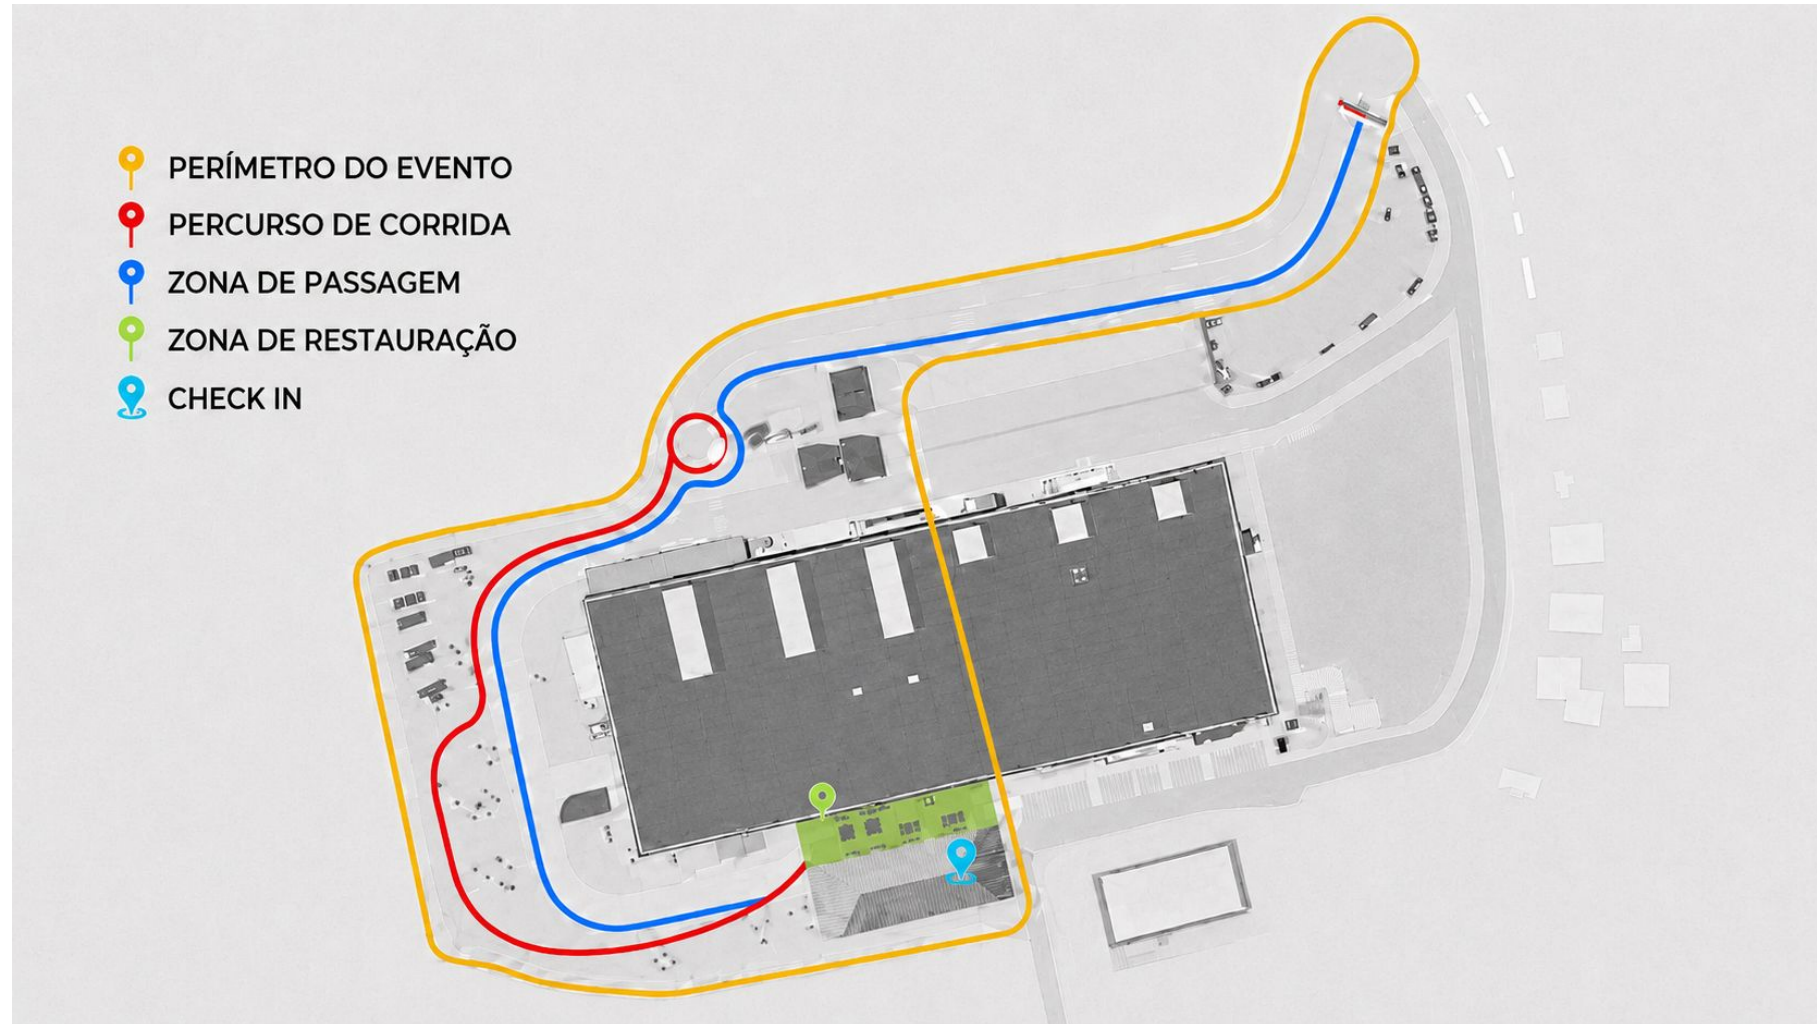 PERÍMETRO DO EVENTO
PERCURSO DE CORRIDA
ZONA DE PASSAGEM
ZONA DE RESTAURAÇÃO
CHECK IN